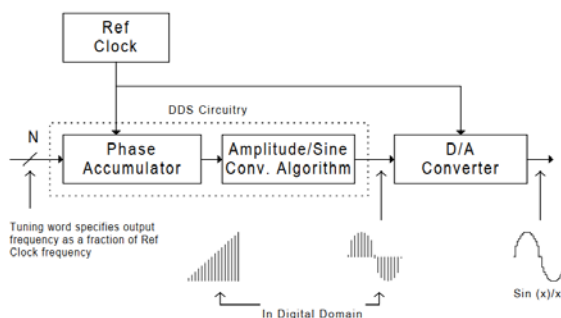 Ref
Clock
DDS Circuitry
N
Phase
Accumulator
Amplitude/Sine
Conv. Algorithm
D/A
Converter
Tuning word specifies output
frequency as a fraction of Ref
Clock frequency
In Digital Domain
Sin (x)/x